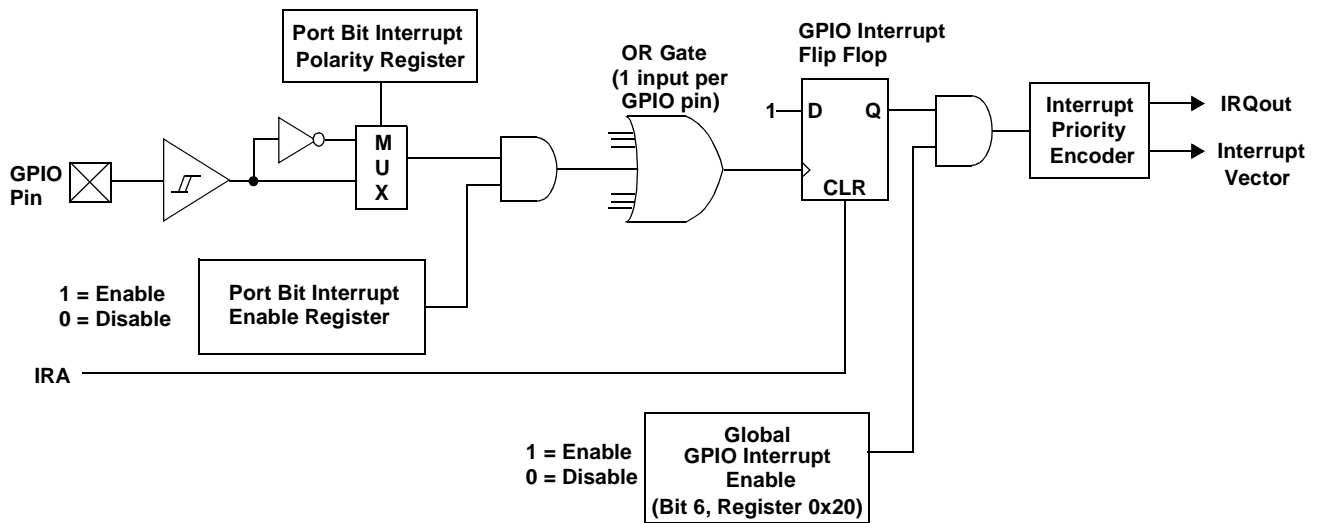 Port Bit Interrupt
Polarity Register
OR Gate
(1 input per
GPIO pin)
GPIO Interrupt
Flip Flop
GPIO
Pin
M
U
X
1
D
Q
CLR
Interrupt
Priority
Encoder
IRQout
Interrupt
Vector
1 = Enable
0 = Disable
Port Bit Interrupt
Enable Register
IRA
1 = Enable
0 = Disable
Global
GPIO Interrupt
Enable
(Bit 6, Register 0x20)